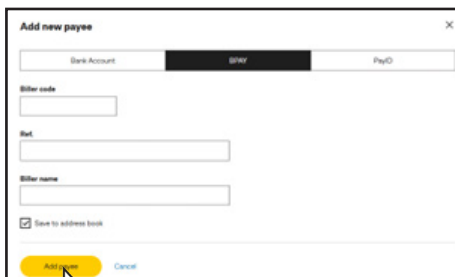 Add new payee
Bank Account BPAY PayID
Biller code
Ref.
Biller name
Save to address book
Add payee Cancel